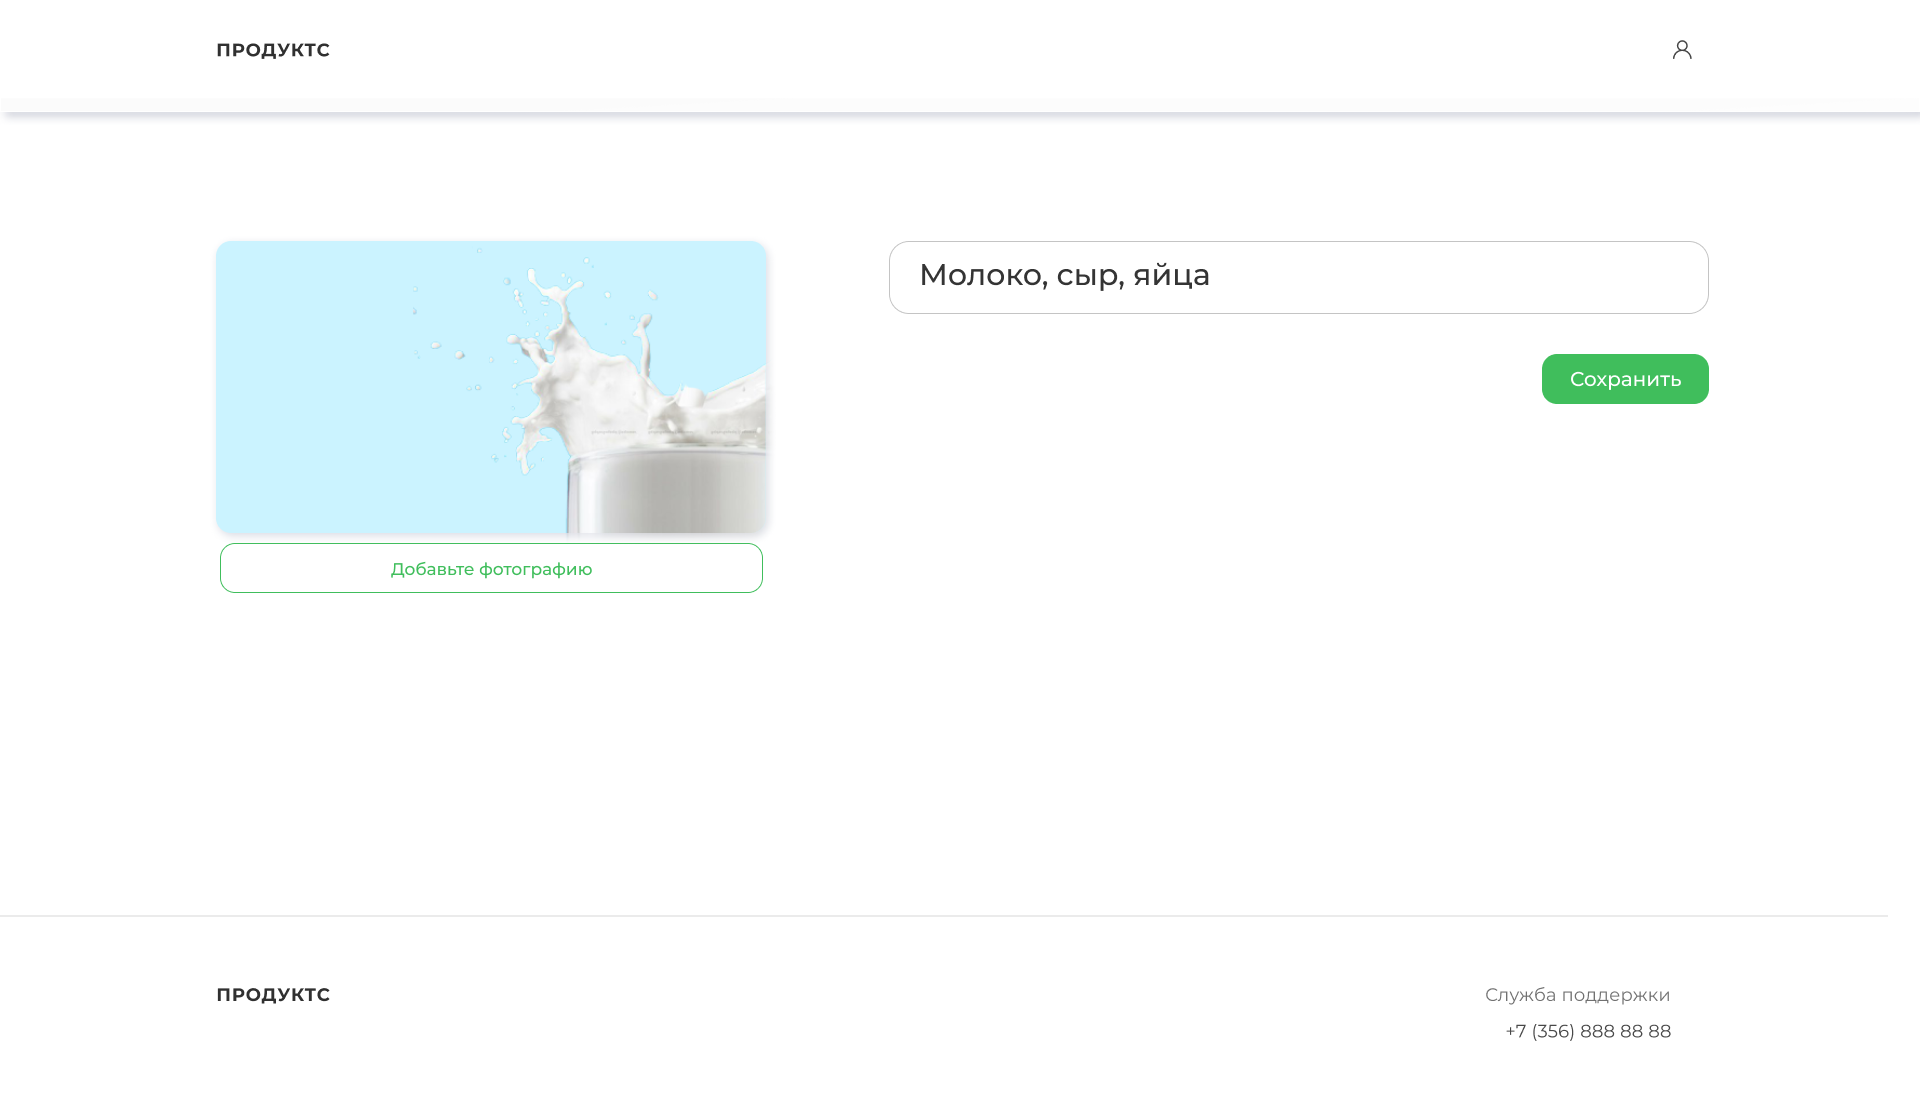 ПРОДУКТС
Молоко, сыр, яйца
Сохранить
Добавьте фотографию
ПРОДУКТС
Служба поддержки
+7 (356) 888 88 88